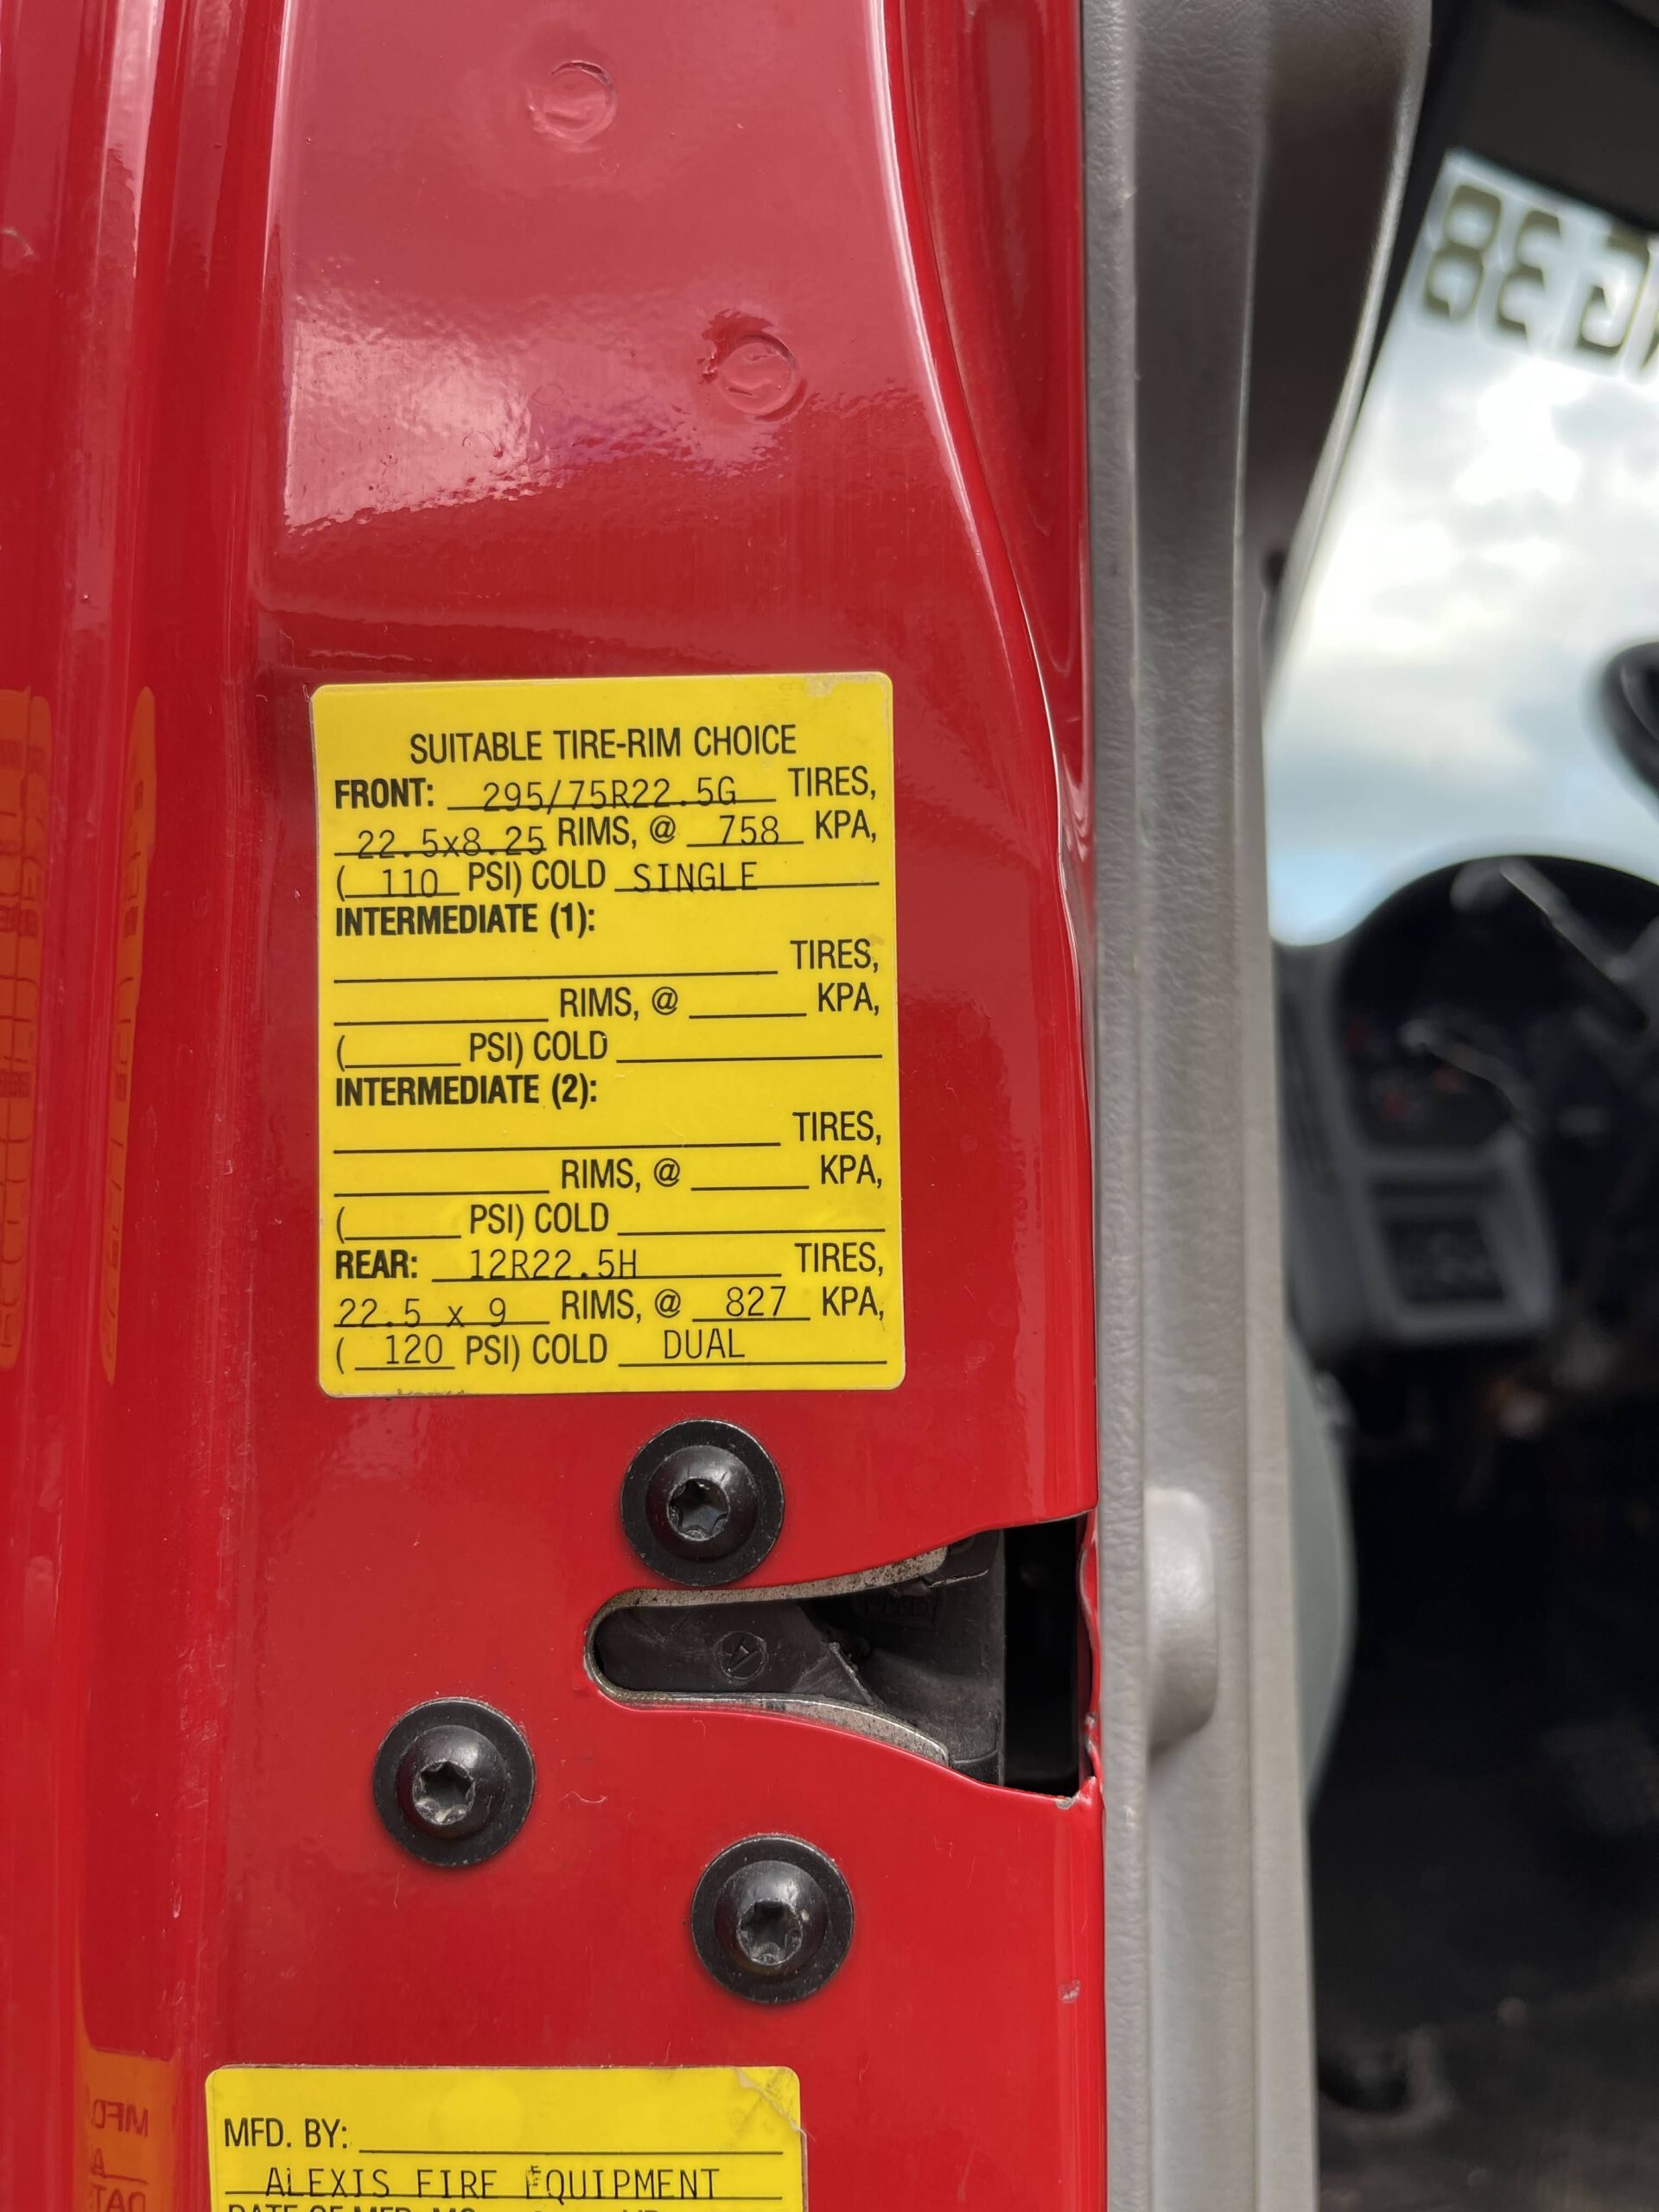 SUITABLE TIRE-RIM CHOICE
FRONT: 295/75R22.5G TIRES,
22.5x8.25 RIMS, @ 758 KPA,
( 110 PSI) COLD SINGLE
INTERMEDIATE (1):
TIRES,
RIMS, @ KPA,
( PSI) COLD
INTERMEDIATE (2):
TIRES,
RIMS, @ KPA,
( PSI) COLD
REAR: 12R22.5H TIRES,
22.5 x 9 RIMS, @ 827 KPA,
( 120 PSI) COLD DUAL
MFD. BY:
ALEXIS FIRE EQUIPMENT
38